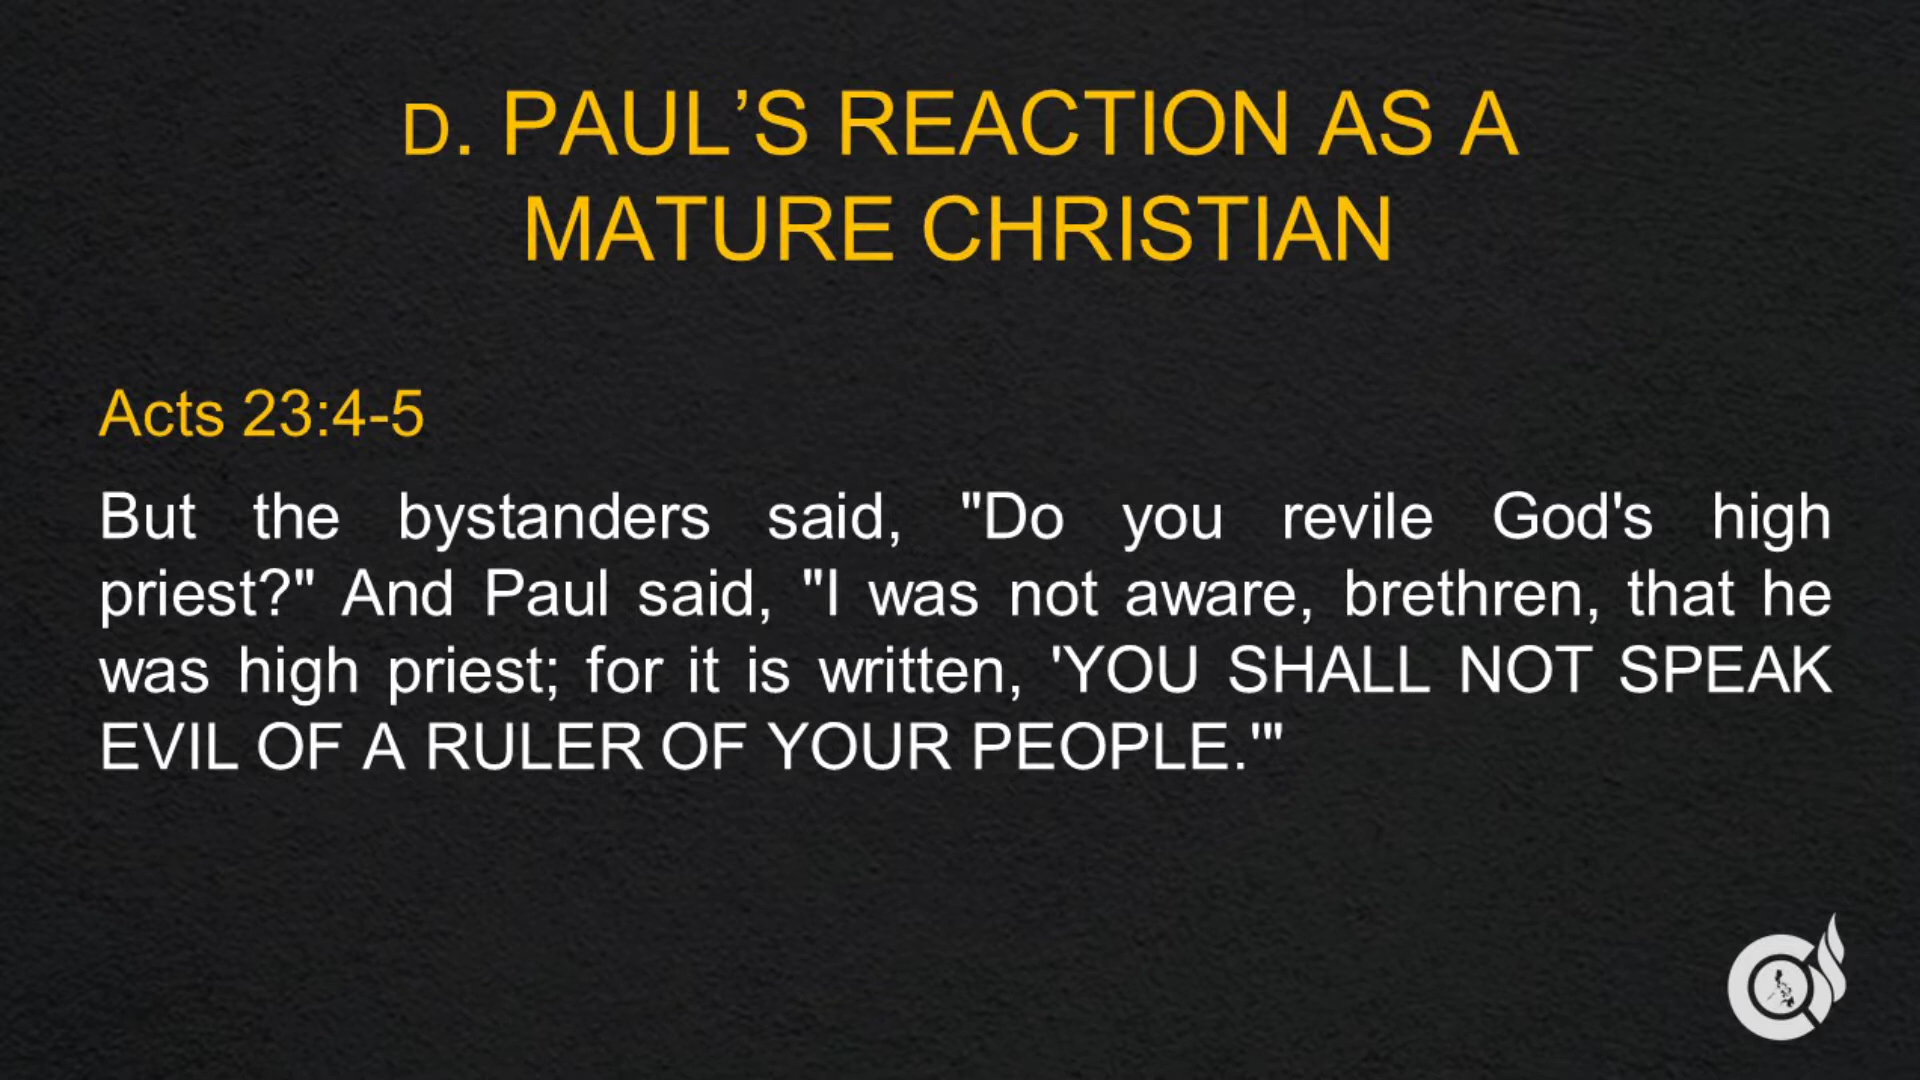 D. PAUL’S REACTION AS A
MATURE CHRISTIAN
Acts 23:4-5
But the bystanders said, "Do you revile God's high
priest?" And Paul said, "I was not aware, brethren, that he
was high priest; for it is written, 'YOU SHALL NOT SPEAK
EVIL OF A RULER OF YOUR PEOPLE.'"